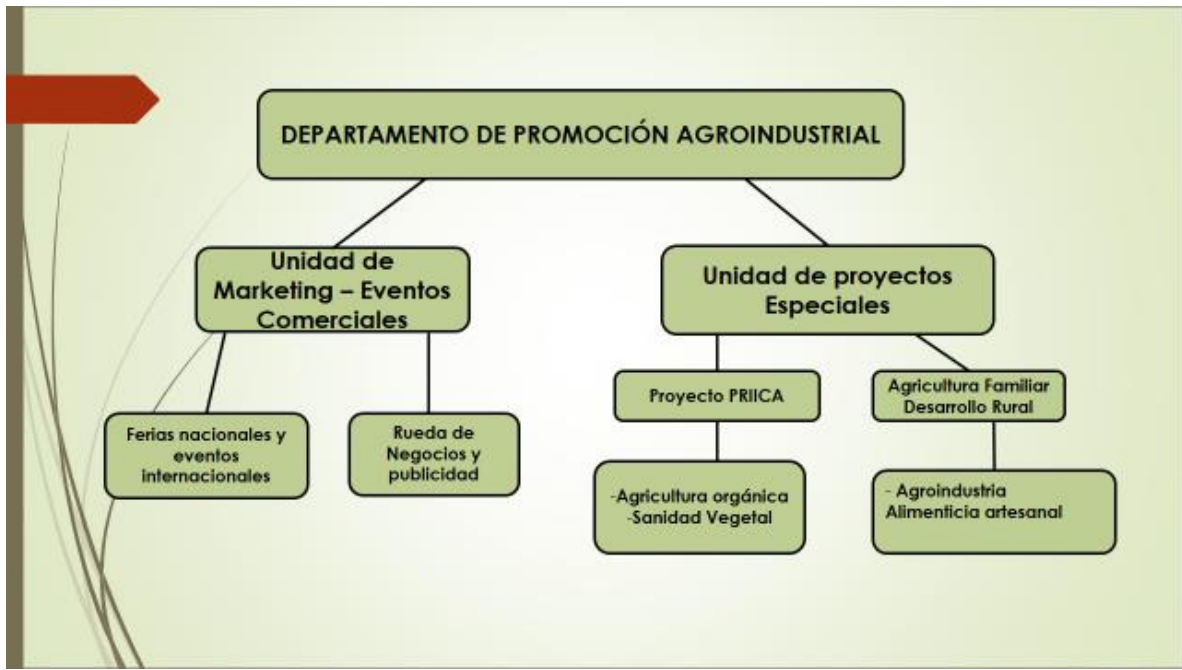 DEPARTAMENTO DE PROMOCIÓN AGROINDUSTRIAL
Unidad de
Marketing – Eventos
Comerciales
Unidad de proyectos
Especiales
Ferias nacionales y
eventos
internacionales
Rueda de
Negocios y
publicidad
Proyecto PRIICA
Agricultura Familiar
Desarrollo Rural
-Agricultura orgánica
-Sanidad Vegetal
- Agroindustria
Alimenticia artesanal